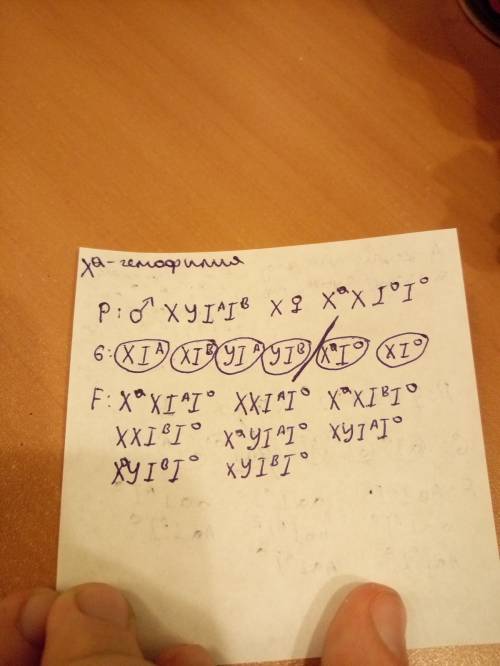 Xa-гемофилия
P: ♂ XYIᴬIᴮ X ♀ XᵃXI⁰I⁰
G: XIᴬ XIᴮ YIᴬ YIᴮ / XᵃI⁰ XI⁰
F: XᵃXIᴬI⁰ XXIᴬI⁰ XᵃXIᴮI⁰
XXIᴮI⁰ XᵃYIᴬI⁰ XYIᴬI⁰
XᵃYIᴮI⁰ XYIᴮI⁰